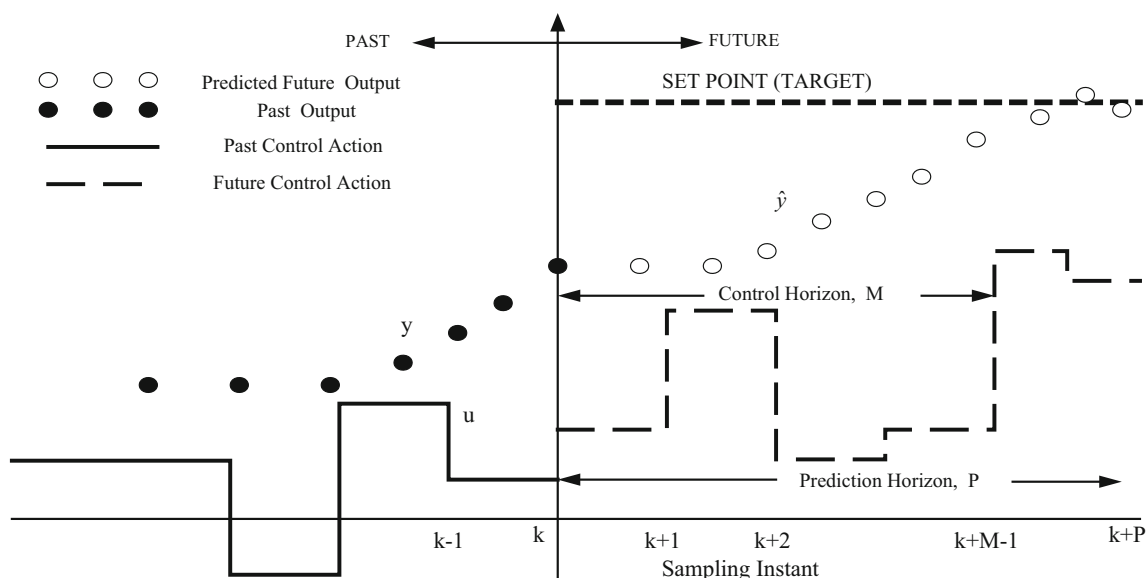 PAST
FUTURE
Predicted Future Output
Past Output
Past Control Action
Future Control Action
SET POINT (TARGET)
ŷ
Control Horizon, M
y
u
Prediction Horizon, P
k-1
k
k+1
k+2
k+M-1
k+P
Sampling Instant